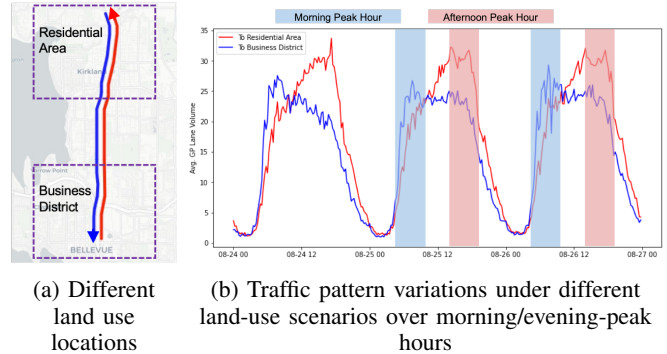 Residential
Area
Kirkland
Business
District
BELLEVUE
Morning Peak Hour
Afternoon Peak Hour
To Residential Area
To Business District
Avg. GP Lane Volume
35
30
25
20
15
10
5
0
08-24 00
08-24 12
08-25 00
08-25 12
08-26 00
08-26 12
08-27 00
(a) Different
land use
locations
(b) Traffic pattern variations under different
land-use scenarios over morning/evening-peak
hours